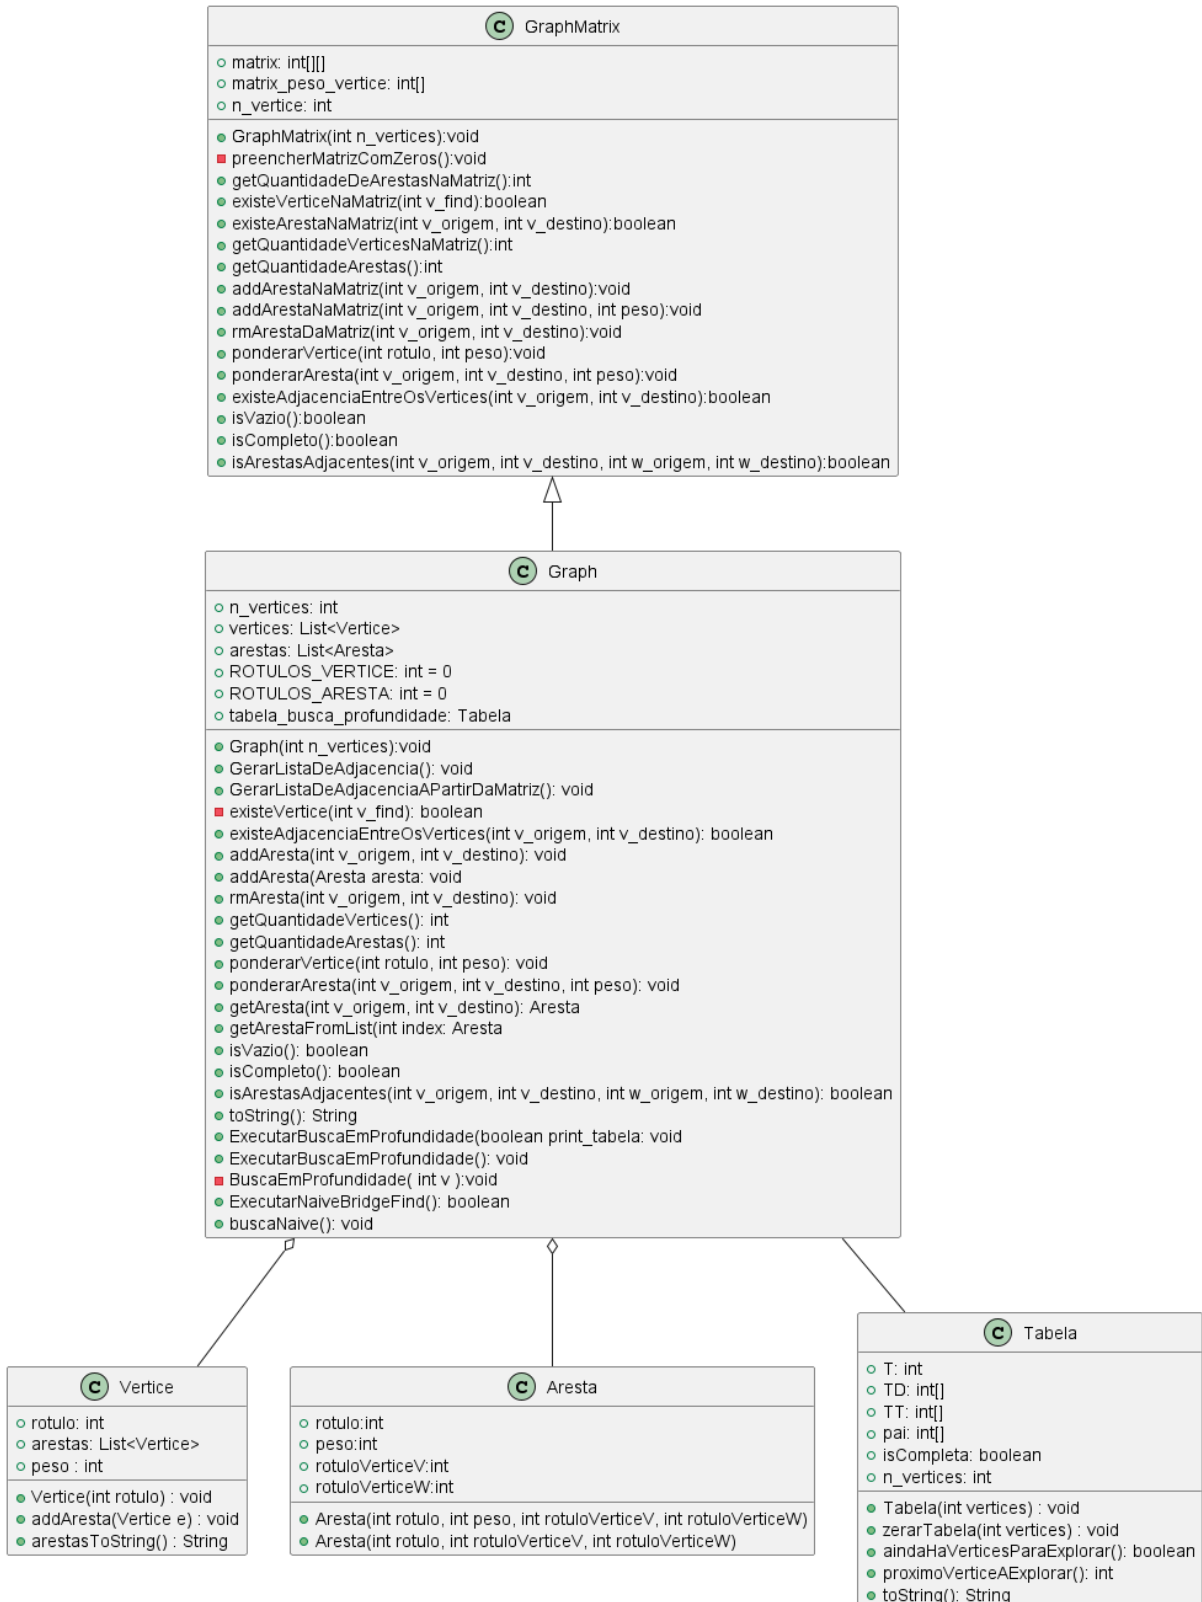 C GraphMatrix
matrix: int[][]
matrix_peso_vertice: int[]
n_vertice: int
GraphMatrix(int n_vertices):void
preencherMatrizComZeros():void
getQuantidadeDeArestasNaMatriz():int
existeVerticeNaMatriz(int v_find):boolean
existeArestaNaMatriz(int v_origem, int v_destino):boolean
getQuantidadeVerticesNaMatriz():int
getQuantidadeArestas():int
addArestaNaMatriz(int v_origem, int v_destino):void
addArestaNaMatriz(int v_origem, int v_destino, int peso):void
rmArestaDaMatriz(int v_origem, int v_destino):void
ponderarVertice(int rotulo, int peso):void
ponderarAresta(int v_origem, int v_destino, int peso):void
existeAdjacenciaEntreOsVertices(int v_origem, int v_destino):boolean
isVazio():boolean
isCompleto():boolean
isArestasAdjacentes(int v_origem, int v_destino, int w_origem, int w_destino):boolean
C Graph
n_vertices: int
vertices: List<Vertice>
arestas: List<Aresta>
ROTULOS_VERTICE: int = 0
ROTULOS_ARESTA: int = 0
tabela_busca_profundidade: Tabela
Graph(int n_vertices):void
GerarListaDeAdjacencia(): void
GerarListaDeAdjacenciaAPartirDaMatriz(): void
existeVertice(int v_find): boolean
existeAdjacenciaEntreOsVertices(int v_origem, int v_destino): boolean
addAresta(int v_origem, int v_destino): void
addAresta(Aresta aresta: void
rmAresta(int v_origem, int v_destino): void
getQuantidadeVertices(): int
getQuantidadeArestas(): int
ponderarVertice(int rotulo, int peso): void
ponderarAresta(int v_origem, int v_destino, int peso): void
getAresta(int v_origem, int v_destino): Aresta
getArestaFromList(int index: Aresta
isVazio(): boolean
isCompleto(): boolean
isArestasAdjacentes(int v_origem, int v_destino, int w_origem, int w_destino): boolean
toString(): String
ExecutarBuscaEmProfundidade(boolean print_tabela: void
ExecutarBuscaEmProfundidade(): void
BuscaEmProfundidade( int v ):void
ExecutarNaiveBridgeFind(): boolean
buscaNaive(): void
C Vertice
rotulo: int
arestas: List<Vertice>
peso : int
Vertice(int rotulo) : void
addAresta(Vertice e) : void
arestasToString() : String
C Aresta
rotulo:int
peso:int
rotuloVerticeV:int
rotuloVerticeW:int
Aresta(int rotulo, int peso, int rotuloVerticeV, int rotuloVerticeW)
Aresta(int rotulo, int rotuloVerticeV, int rotuloVerticeW)
C Tabela
T: int
TD: int[]
TT: int[]
pai: int[]
isCompleta: boolean
n_vertices: int
Tabela(int vertices) : void
zerarTabela(int vertices) : void
aindaHaVerticesParaExplorar(): boolean
proximoVerticeAExplorar(): int
toString(): String